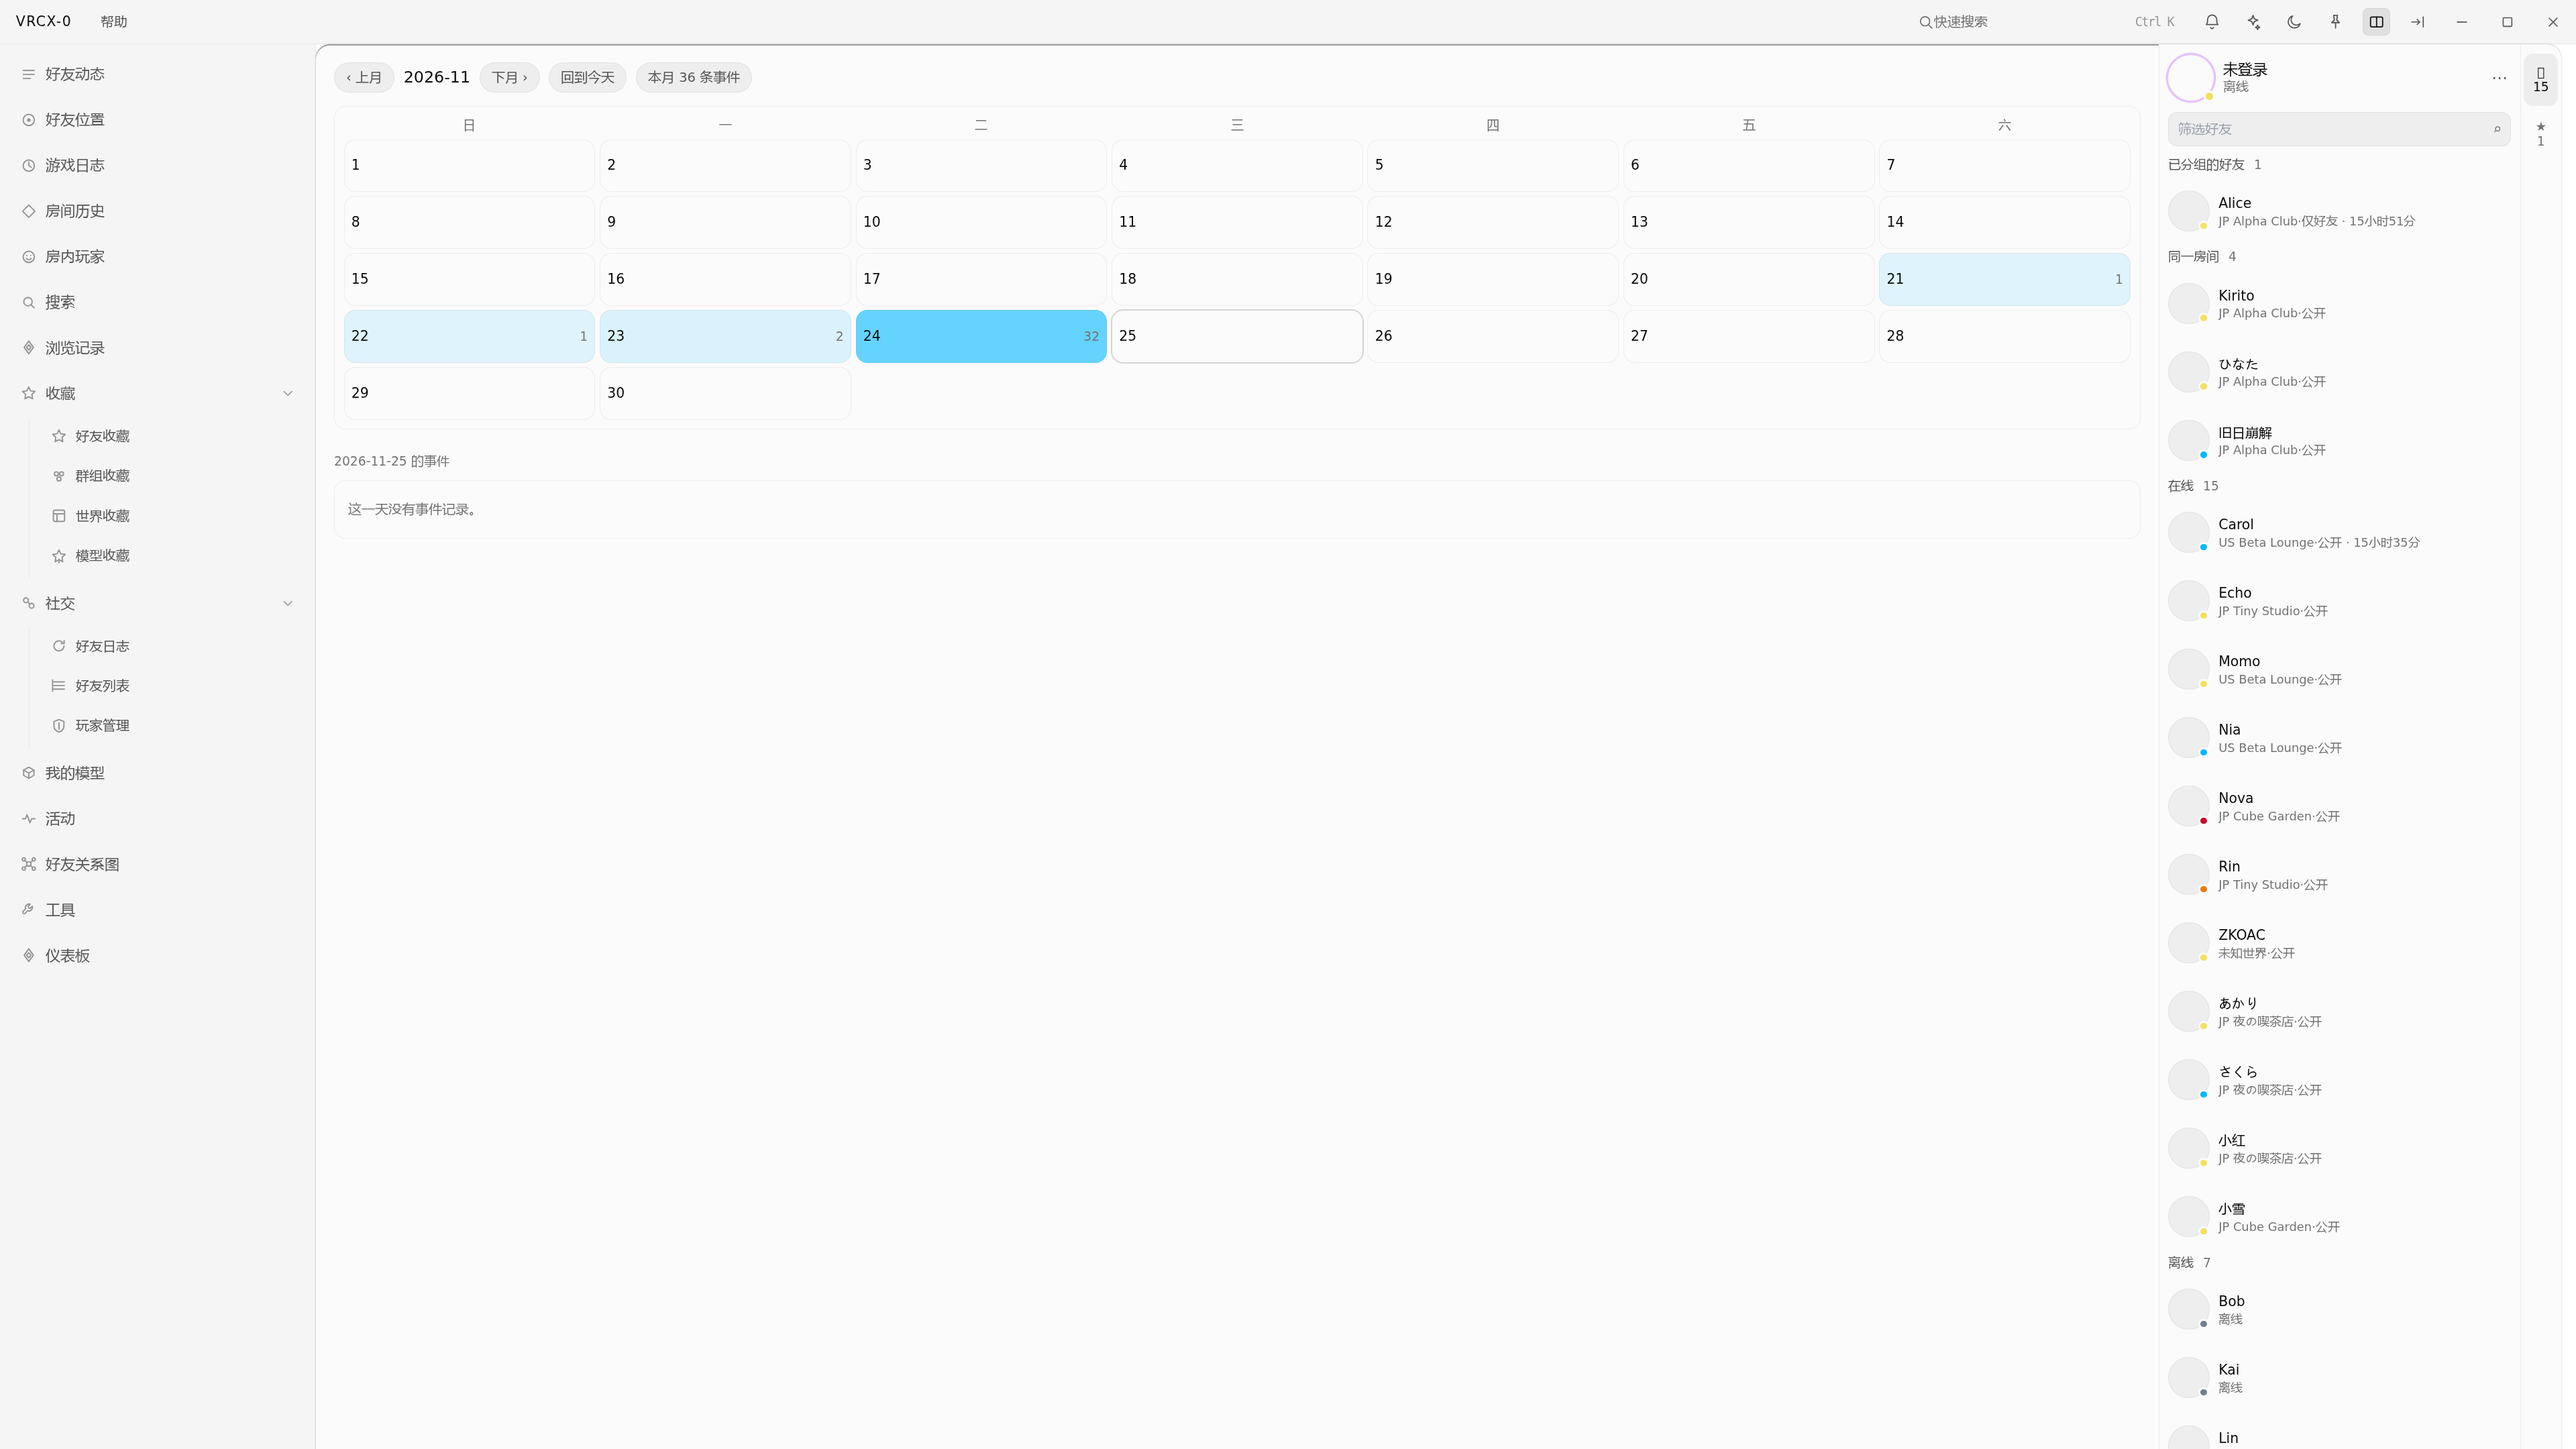 VRCX-0 帮助 快速搜索 Ctrl K
好友动态
好友位置
游戏日志
房间历史
房内玩家
搜索
浏览记录
收藏
好友收藏
群组收藏
世界收藏
模型收藏
社交
好友日志
好友列表
玩家管理
我的模型
活动
好友关系图
工具
仪表板
‹ 上月 2026-11 下月 › 回到今天 本月 36 条事件
日 一 二 三 四 五 六
1 2 3 4 5 6 7
8 9 10 11 12 13 14
15 16 17 18 19 20 21 1
22 1 23 2 24 32 25 26 27 28
29 30
2026-11-25 的事件
这一天没有事件记录。
未登录
离线
...
筛选好友
已分组的好友 1
Alice
JP Alpha Club·仅好友 · 15小时51分
同一房间 4
Kirito
JP Alpha Club·公开
ひなた
JP Alpha Club·公开
旧日崩解
JP Alpha Club·公开
在线 15
Carol
US Beta Lounge·公开 · 15小时35分
Echo
JP Tiny Studio·公开
Momo
US Beta Lounge·公开
Nia
US Beta Lounge·公开
Nova
JP Cube Garden·公开
Rin
JP Tiny Studio·公开
ZKOAC
未知世界·公开
あかり
JP 夜の喫茶店·公开
さくら
JP 夜の喫茶店·公开
小红
JP 夜の喫茶店·公开
小雪
JP Cube Garden·公开
离线 7
Bob
离线
Kai
离线
Lin
15
★
1